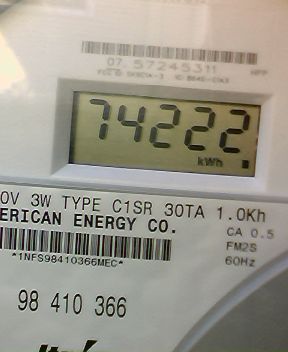 07 57245311
74222
kWh
0V 3W TYPE C1SR 30TA 1.0Kh
ERICAN ENERGY CO.
CA 0.5
FM2S
*1NFS98410366MEC*
60Hz
98 410 366